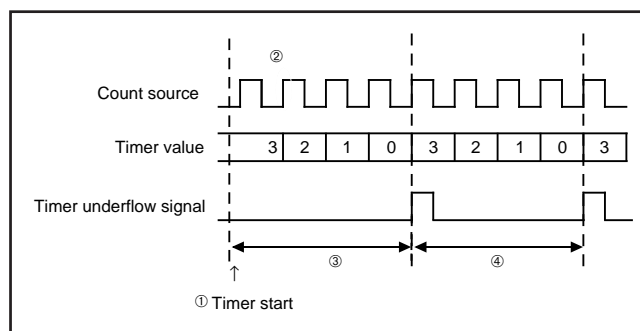 ②
Count source
Timer value 3 2 1 0 3 2 1 0 3
Timer underflow signal
③ ④
↑
① Timer start